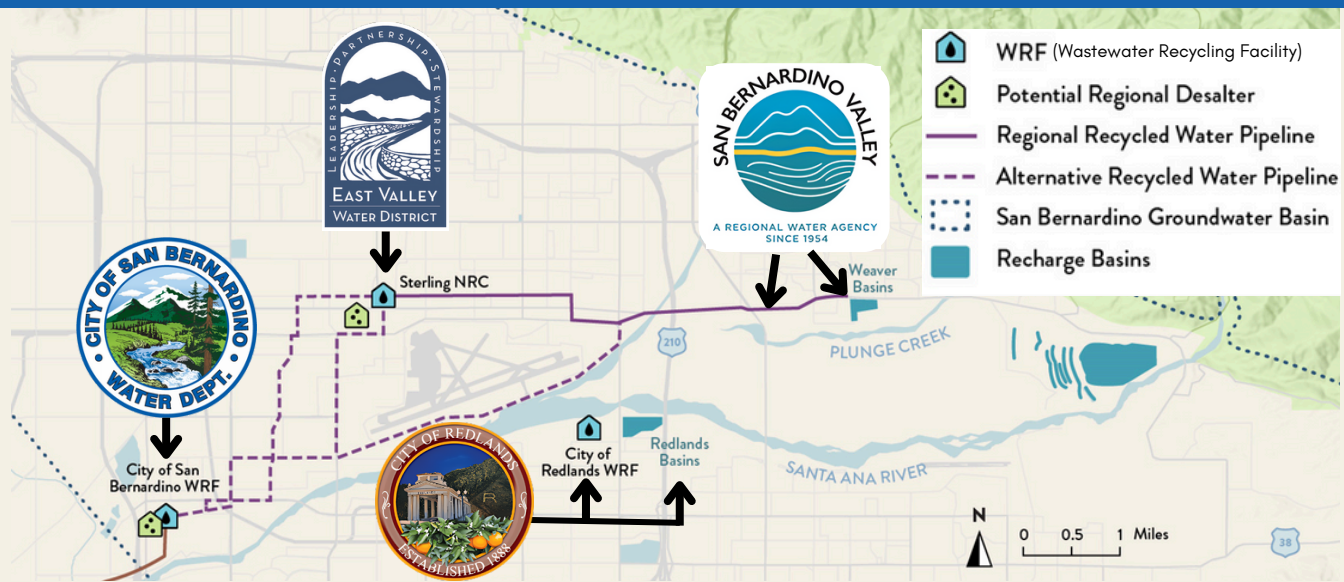 LEADERSHIP · PARTNERSHIP · STEWARDSHIP
EAST VALLEY
WATER DISTRICT
SAN BERNARDINO VALLEY
A REGIONAL WATER AGENCY
SINCE 1954
WRF (Wastewater Recycling Facility)
Potential Regional Desalter
Regional Recycled Water Pipeline
Alternative Recycled Water Pipeline
San Bernardino Groundwater Basin
Recharge Basins
CITY OF SAN BERNARDINO
WATER DEPT.
Sterling NRC
Weaver
Basins
210
PLUNGE CREEK
City of San
Bernardino WRF
CITY OF REDLANDS
R
ESTABLISHED 1888
City of
Redlands WRF
Redlands
Basins
SANTA ANA RIVER
N
0 0.5 1 Miles
38